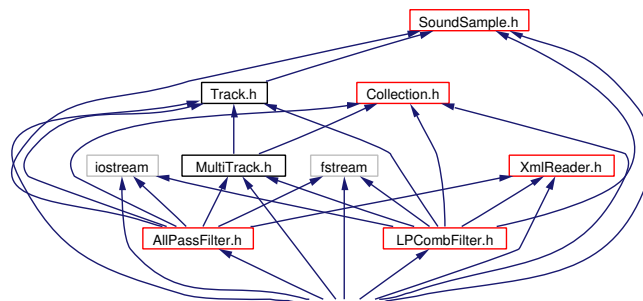 SoundSample.h
Track.h
Collection.h
iostream
MultiTrack.h
fstream
XmlReader.h
AllPassFilter.h
LPCombFilter.h